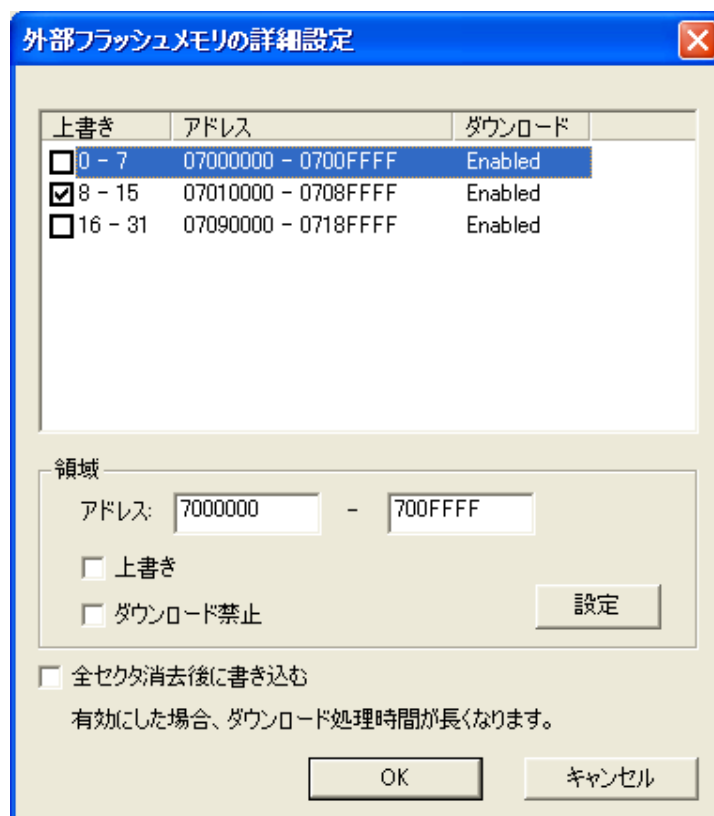 外部フラッシュメモリの詳細設定
上書き アドレス ダウンロード
0 - 7 07000000 - 0700FFFF Enabled
8 - 15 07010000 - 0708FFFF Enabled
16 - 31 07090000 - 0718FFFF Enabled
領域
アドレス: 7000000 - 700FFFF
上書き
ダウンロード禁止
設定
全セクタ消去後に書き込む
有効にした場合、ダウンロード処理時間が長くなります。
OK キャンセル